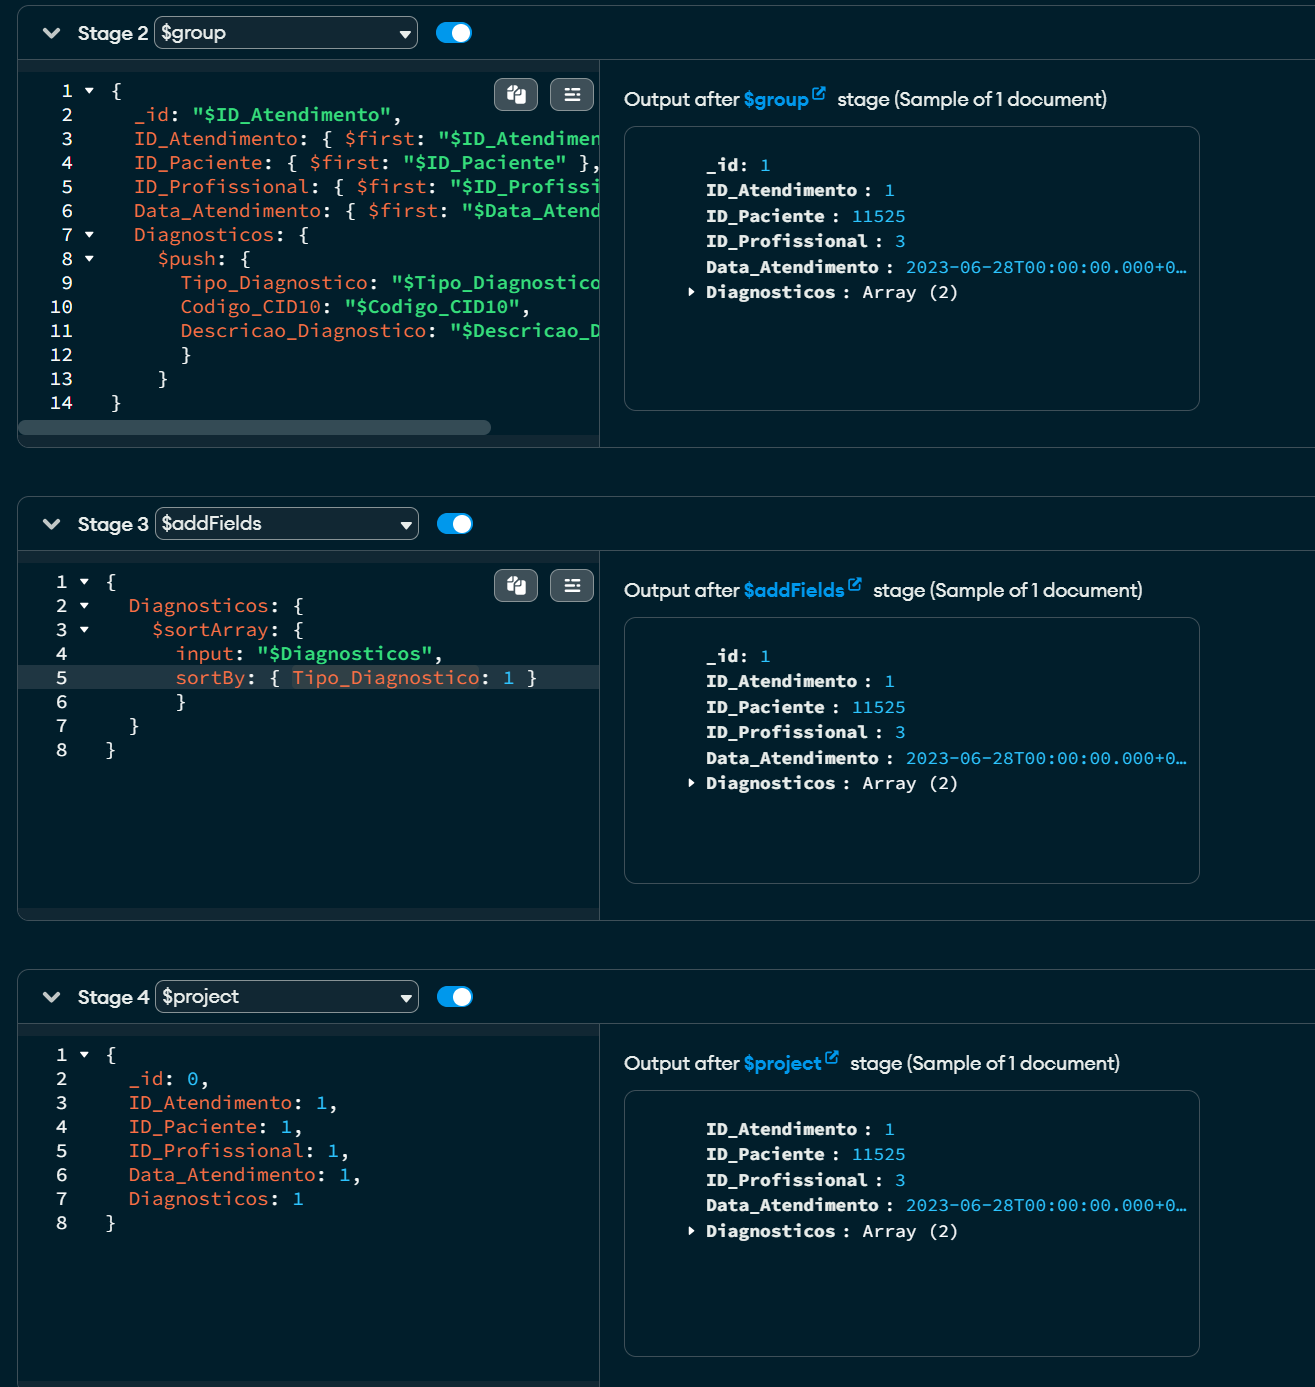 Stage 2 $group
1 {
2 _id: "$ID_Atendimento",
3 ID_Atendimento: { $first: "$ID_Atendimen
4 ID_Paciente: { $first: "$ID_Paciente" },
5 ID_Profissional: { $first: "$ID_Profissi
6 Data_Atendimento: { $first: "$Data_Atend
7 Diagnosticos: {
8 $push: {
9 Tipo_Diagnostico: "$Tipo_Diagnostico
10 Codigo_CID10: "$Codigo_CID10",
11 Descricao_Diagnostico: "$Descricao_D
12 }
13 }
14 }
Output after $group stage (Sample of 1 document)
_id: 1
ID_Atendimento : 1
ID_Paciente : 11525
ID_Profissional : 3
Data_Atendimento : 2023-06-28T00:00:00.000+0…
Diagnosticos : Array (2)
Stage 3 $addFields
1 {
2 Diagnosticos: {
3 $sortArray: {
4 input: "$Diagnosticos",
5 sortBy: { Tipo_Diagnostico: 1 }
6 }
7 }
8 }
Output after $addFields stage (Sample of 1 document)
_id: 1
ID_Atendimento : 1
ID_Paciente : 11525
ID_Profissional : 3
Data_Atendimento : 2023-06-28T00:00:00.000+0…
Diagnosticos : Array (2)
Stage 4 $project
1 {
2 _id: 0,
3 ID_Atendimento: 1,
4 ID_Paciente: 1,
5 ID_Profissional: 1,
6 Data_Atendimento: 1,
7 Diagnosticos: 1
8 }
Output after $project stage (Sample of 1 document)
ID_Atendimento : 1
ID_Paciente : 11525
ID_Profissional : 3
Data_Atendimento : 2023-06-28T00:00:00.000+0…
Diagnosticos : Array (2)